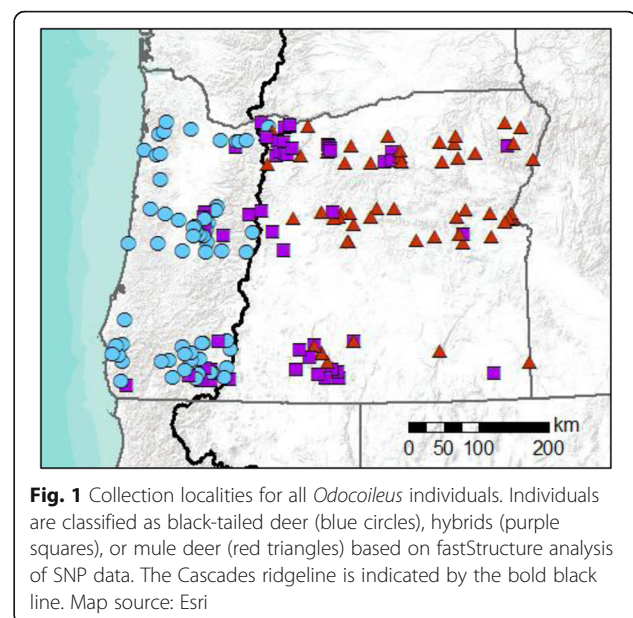 km
0 50 100 200
Fig. 1 Collection localities for all Odocoileus individuals. Individuals
are classified as black-tailed deer (blue circles), hybrids (purple
squares), or mule deer (red triangles) based on fastStructure analysis
of SNP data. The Cascades ridgeline is indicated by the bold black
line. Map source: Esri